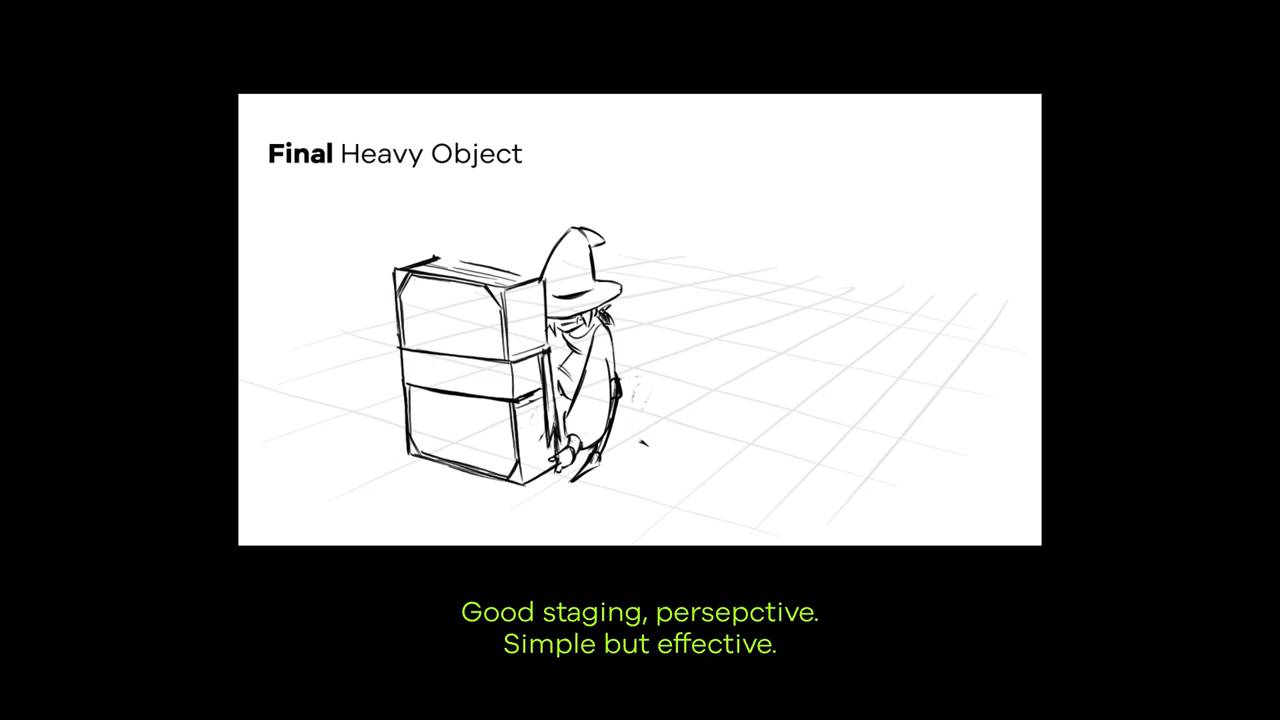 Final Heavy Object
Good staging, persepctive.
Simple but effective.